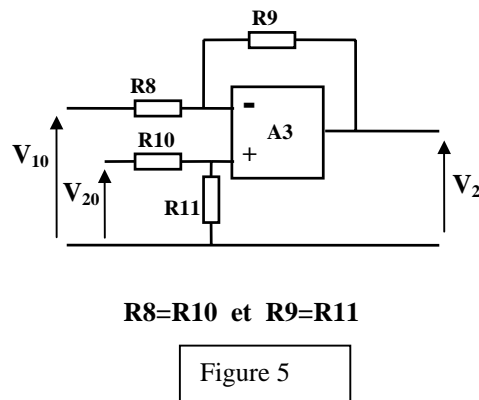 R9
R8
-
A3
R10
+
V10
V20
R11
V2
R8=R10 et R9=R11
Figure 5